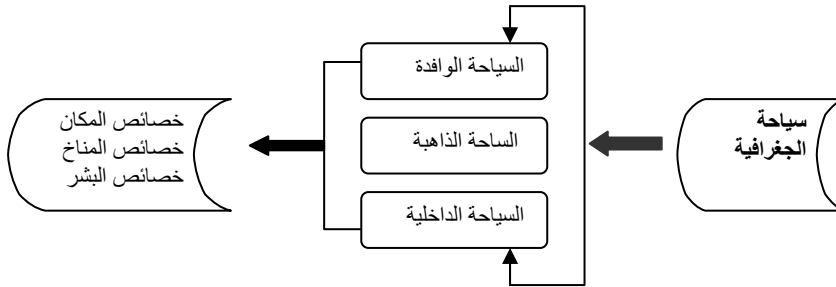 سياحة
الجغرافية
السياحة الوافدة
الساحة الذاهبة
السياحة الداخلية
خصائص المكان
خصائص المناخ
خصائص البشر